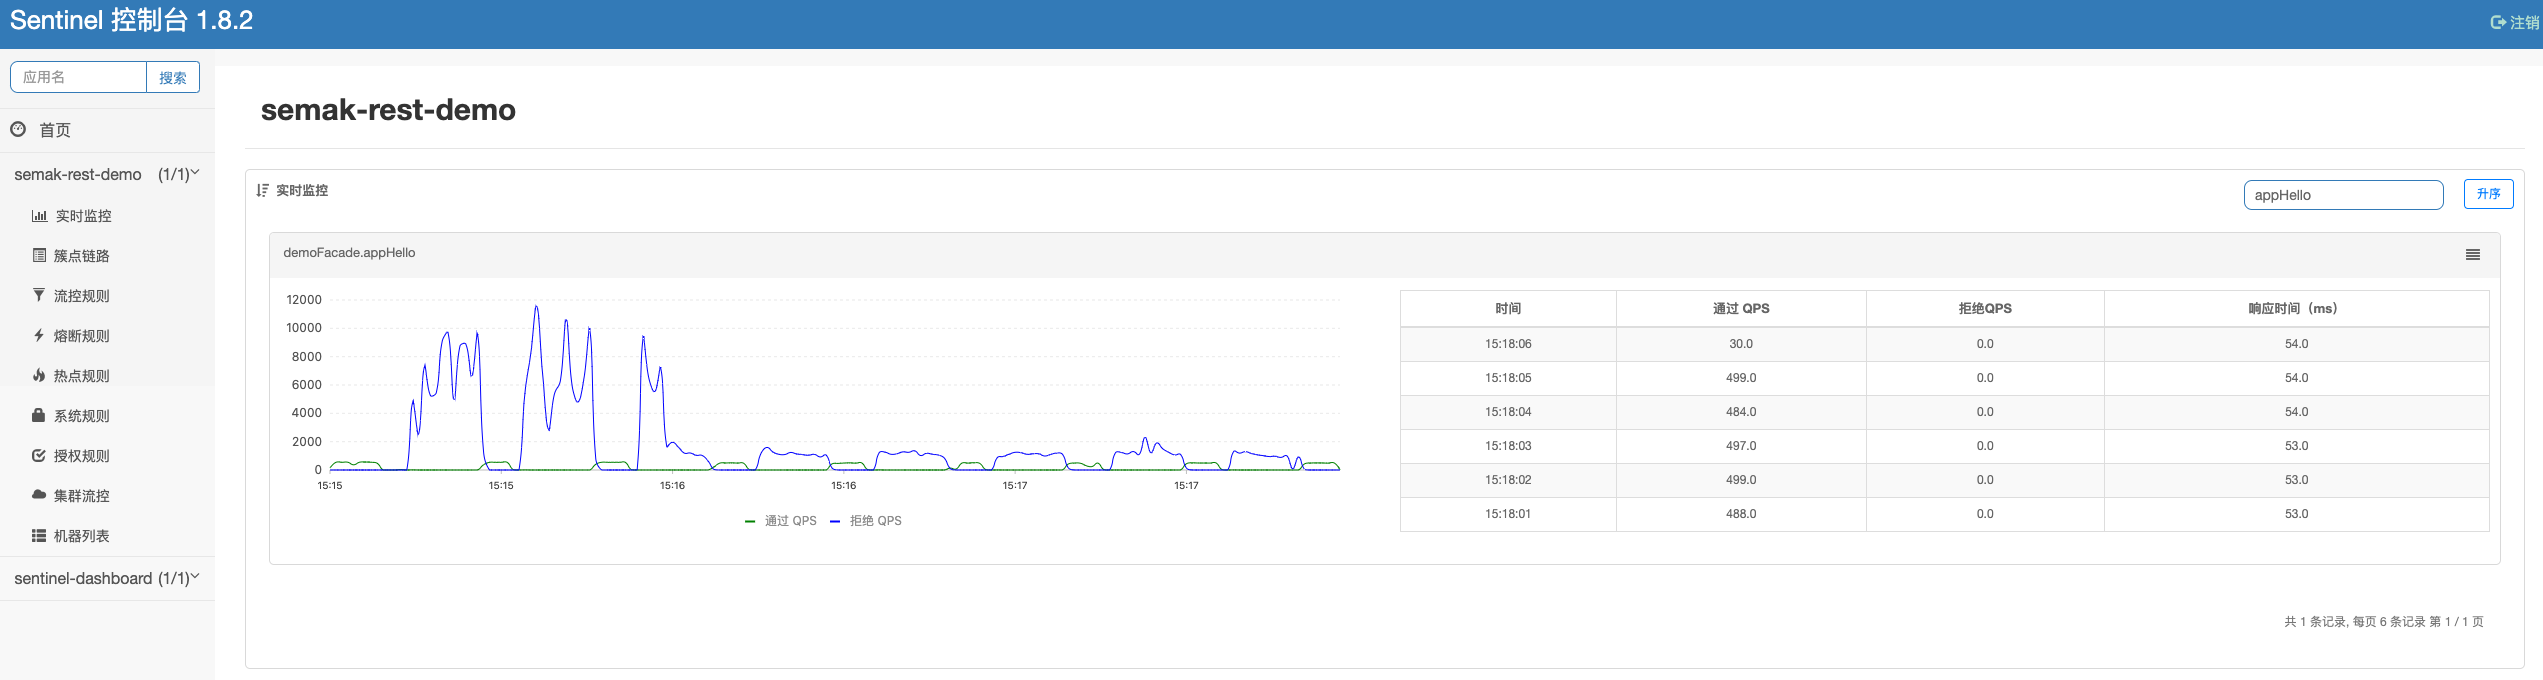 Sentinel 控制台 1.8.2
注销
应用名 搜索
首页
semak-rest-demo (1/1)
实时监控
簇点链路
流控规则
熔断规则
热点规则
系统规则
授权规则
集群流控
机器列表
sentinel-dashboard (1/1)
semak-rest-demo
实时监控
appHello
升序
demoFacade.appHello
12000
10000
8000
6000
4000
2000
0
15:15 15:15 15:16 15:16 15:17 15:17
通过 QPS 拒绝 QPS
时间 通过 QPS 拒绝QPS 响应时间（ms）
15:18:06 30.0 0.0 54.0
15:18:05 499.0 0.0 54.0
15:18:04 484.0 0.0 54.0
15:18:03 497.0 0.0 53.0
15:18:02 499.0 0.0 53.0
15:18:01 488.0 0.0 53.0
共 1 条记录, 每页 6 条记录 第 1 / 1 页